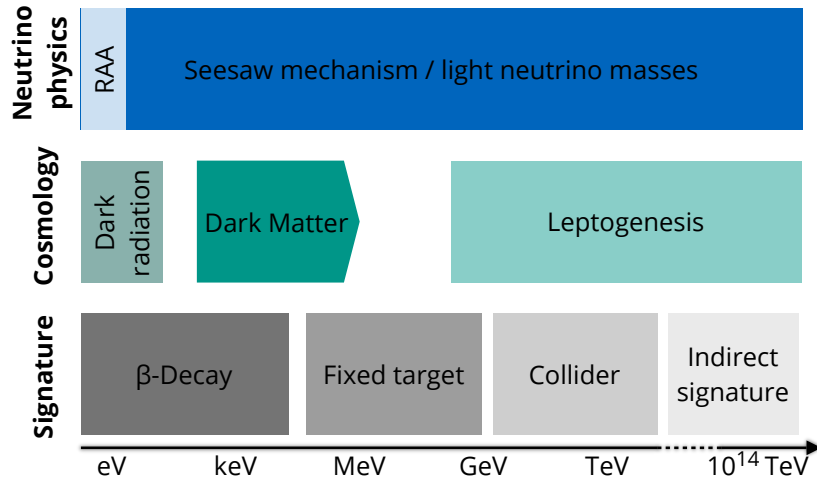 Neutrino
physics
RAA
Seesaw mechanism / light neutrino masses
Cosmology
Dark
radiation
Dark Matter
Leptogenesis
Signature
β-Decay
Fixed target
Collider
Indirect
signature
eV keV MeV GeV TeV 10¹⁴ TeV